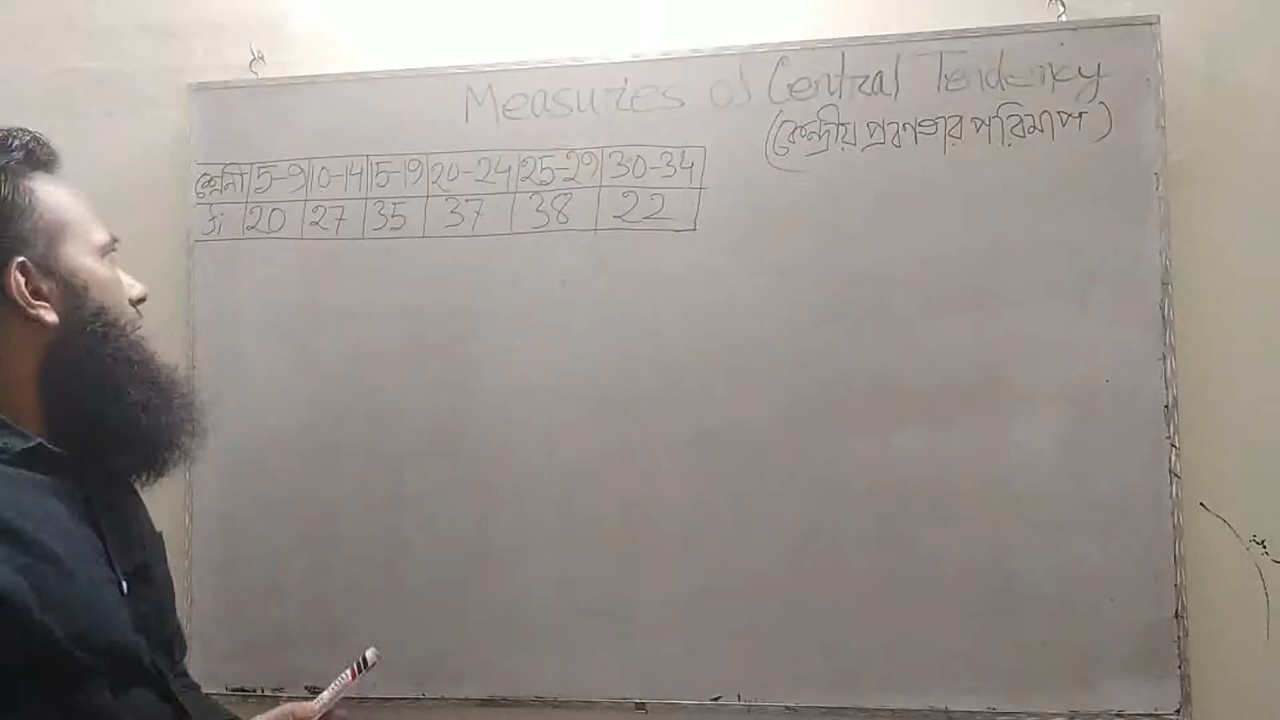 Measures of Central Tendency
(কেন্দ্রীয় প্রবণতার পরিমাপ)
শ্রেণী 5-9 10-14 15-19 20-24 25-29 30-34
fi 20 27 35 37 38 22